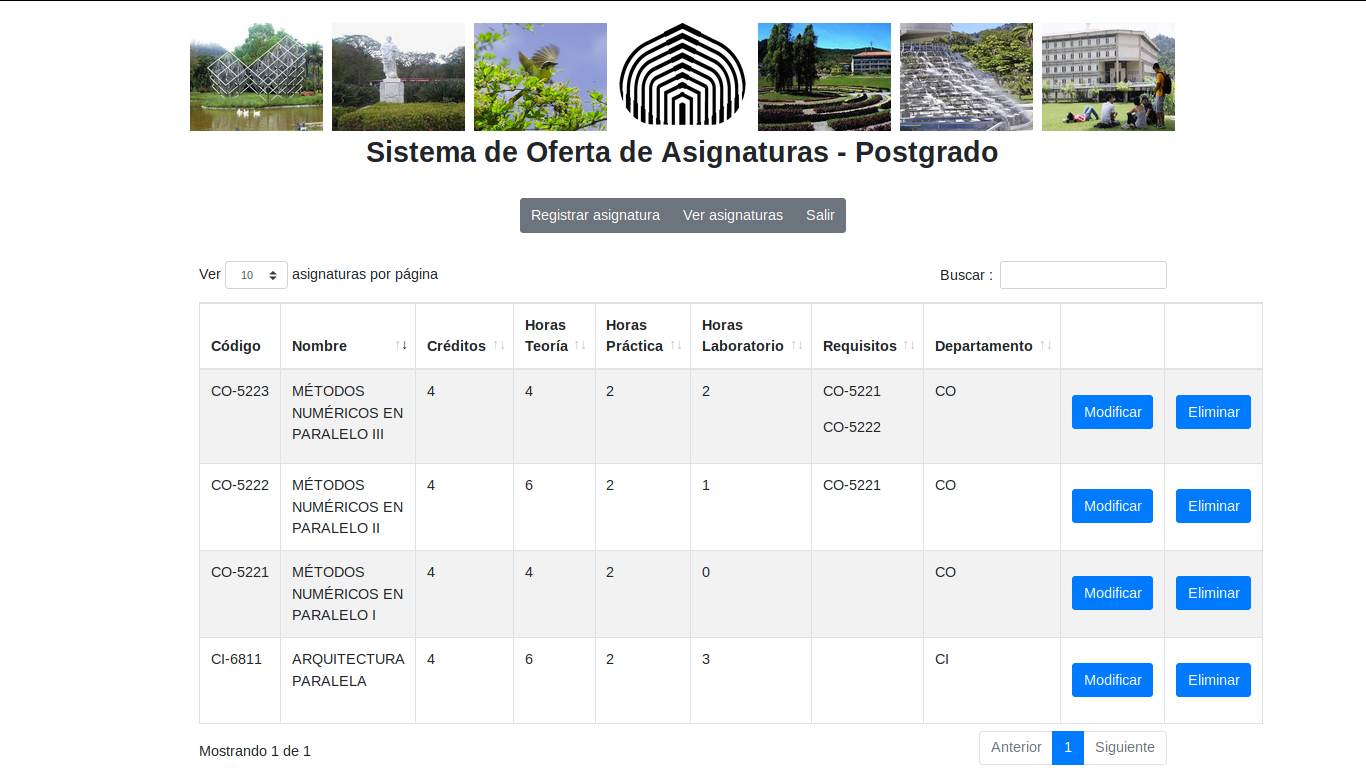 Sistema de Oferta de Asignaturas - Postgrado
Registrar asignatura Ver asignaturas Salir
Ver 10 asignaturas por página Buscar :
Código Nombre Créditos Horas Teoría Horas Práctica Horas Laboratorio Requisitos Departamento
CO-5223 MÉTODOS NUMÉRICOS EN PARALELO III 4 4 2 2 CO-5221 CO-5222 CO Modificar Eliminar
CO-5222 MÉTODOS NUMÉRICOS EN PARALELO II 4 6 2 1 CO-5221 CO Modificar Eliminar
CO-5221 MÉTODOS NUMÉRICOS EN PARALELO I 4 4 2 0 CO Modificar Eliminar
CI-6811 ARQUITECTURA PARALELA 4 6 2 3 CI Modificar Eliminar
Mostrando 1 de 1 Anterior 1 Siguiente